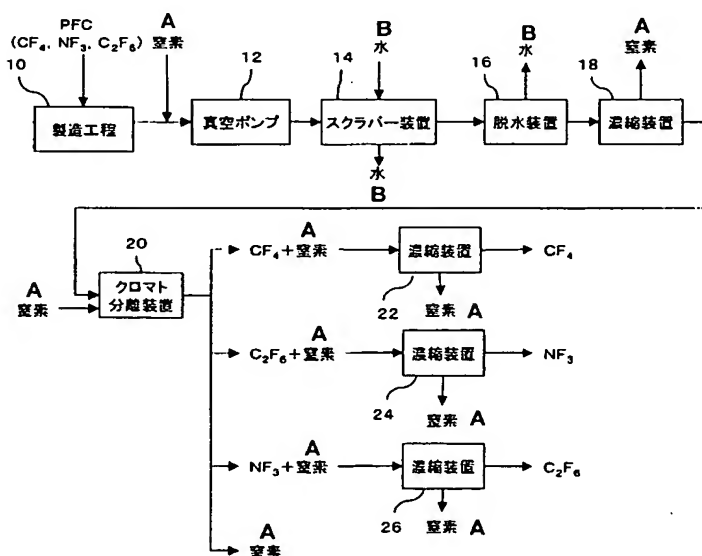 PFC
(CF₄, NF₃, C₂F₆)
A
窒素
10
製造工程
12
真空ポンプ
B
水
14
スクラバー装置
水
B
B
水
16
脱水装置
A
窒素
18
濃縮装置
A
窒素
20
クロマト
分離装置
A
CF₄+窒素
濃縮装置
CF₄
22
窒素 A
A
C₂F₆+窒素
濃縮装置
NF₃
24
窒素 A
A
NF₃+窒素
濃縮装置
C₂F₆
26
窒素 A
A
窒素